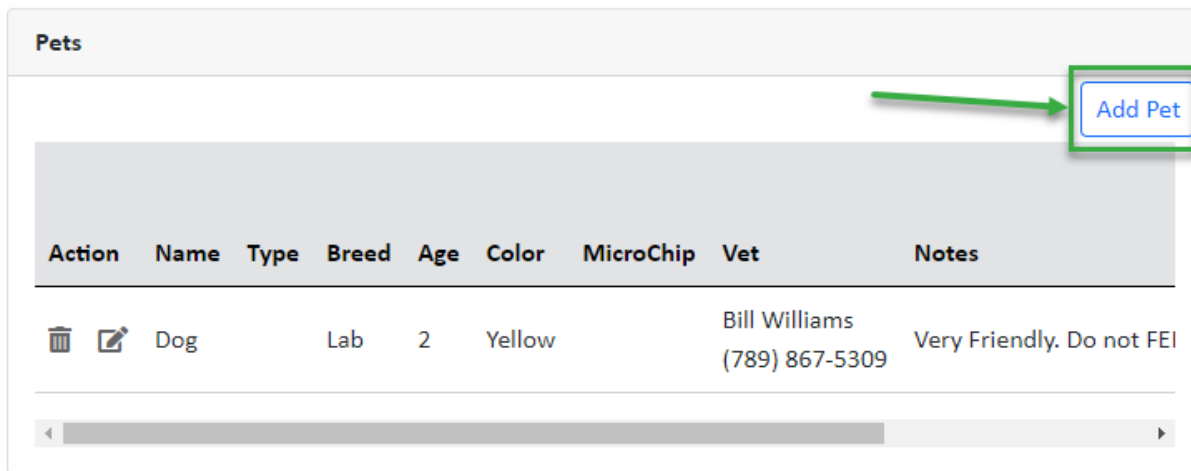 Pets
Add Pet
Action Name Type Breed Age Color MicroChip Vet Notes
Dog Lab 2 Yellow Bill Williams Very Friendly. Do not
(789) 867-5309